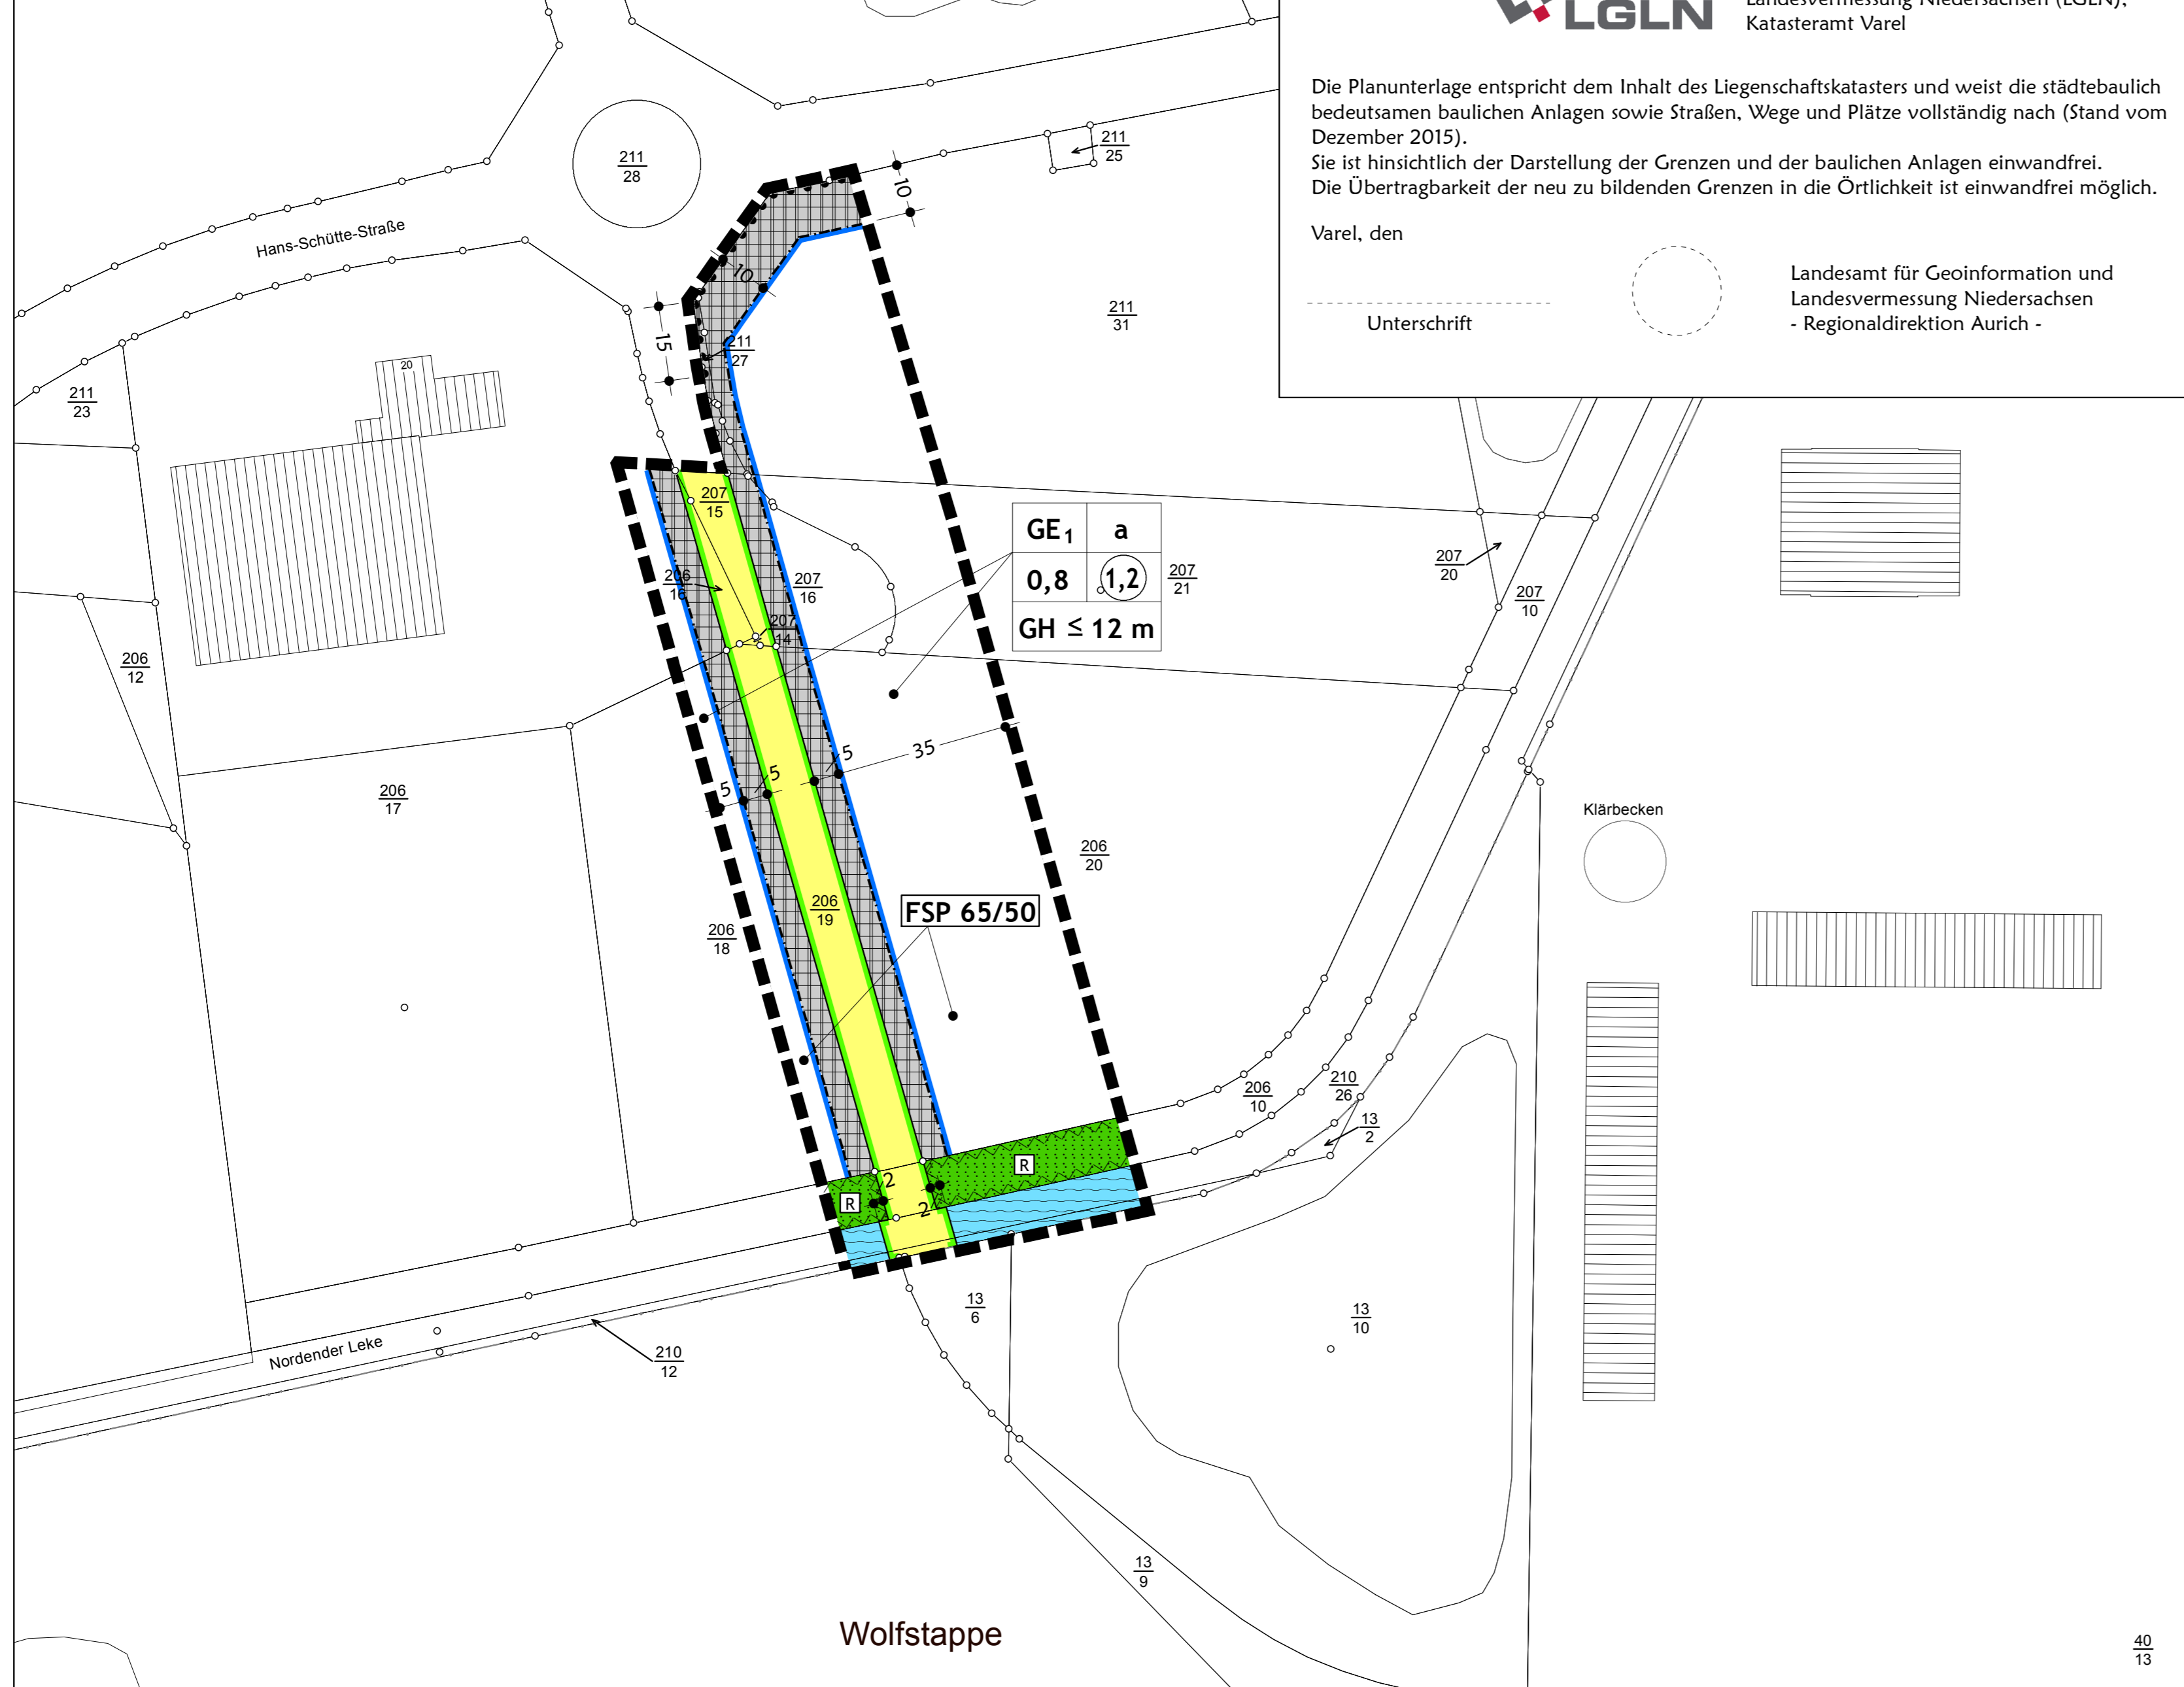 LGLN
Landesvermessung Niedersachsen (LGLN),
Katasteramt Varel
Die Planunterlage entspricht dem Inhalt des Liegenschaftskatasters und weist die städtebaulich
bedeutsamen baulichen Anlagen sowie Straßen, Wege und Plätze vollständig nach (Stand vom
Dezember 2015).
Sie ist hinsichtlich der Darstellung der Grenzen und der baulichen Anlagen einwandfrei.
Die Übertragbarkeit der neu zu bildenden Grenzen in die Örtlichkeit ist einwandfrei möglich.
Varel, den
Unterschrift
Landesamt für Geoinformation und
Landesvermessung Niedersachsen
- Regionaldirektion Aurich -
211
28
211
25
10
Hans-Schütte-Straße
10
15
211
27
211
31
20
211
23
207
15
GE₁ a
0,8 1,2
GH ≤ 12 m
207
21
207
20
207
10
206
16
207
16
207
14
206
12
35
5
5
5
206
17
Klärbecken
206
20
206
19
FSP 65/50
206
18
206
10
210
26
13
2
R
R
2
2
13
6
13
10
Nordender Leke
210
12
13
9
Wolfstappe
40
13